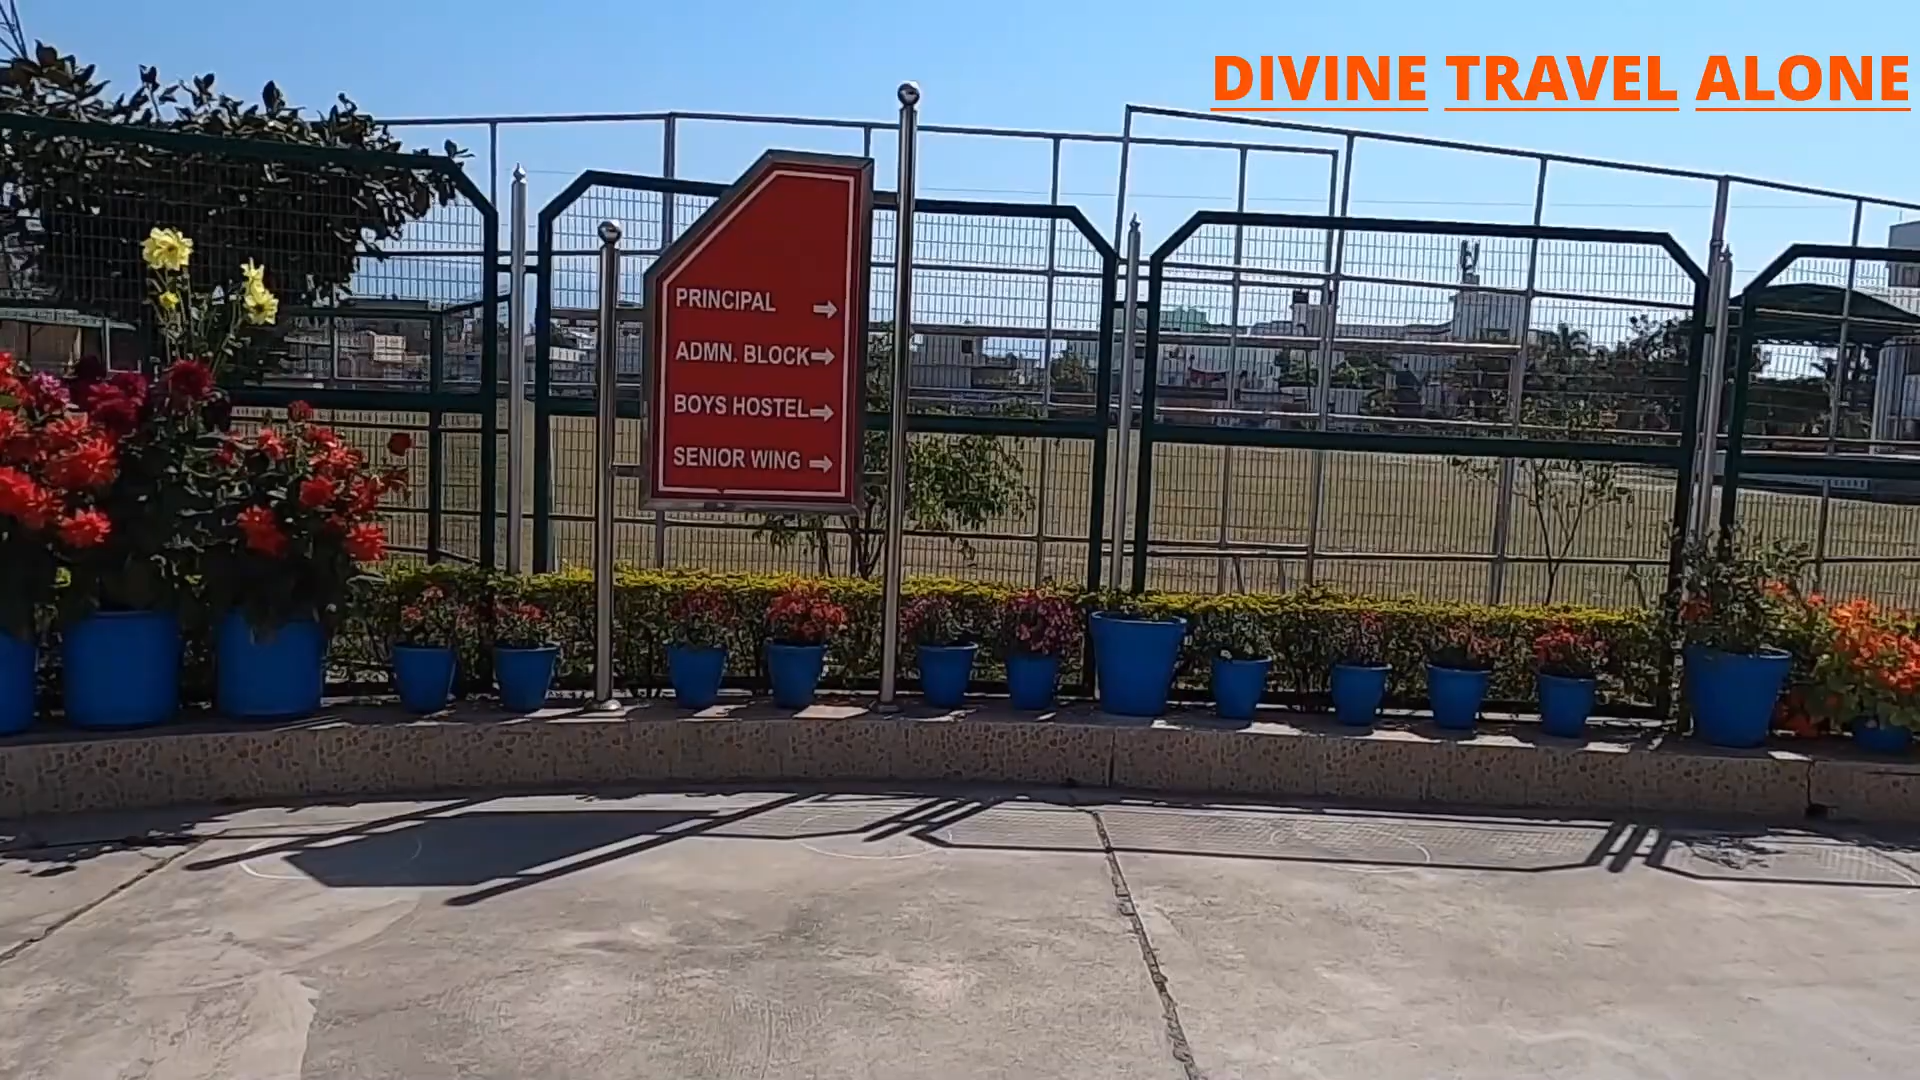 DIVINE TRAVEL ALONE
PRINCIPAL
ADMN. BLOCK
BOYS HOSTEL
SENIOR WING